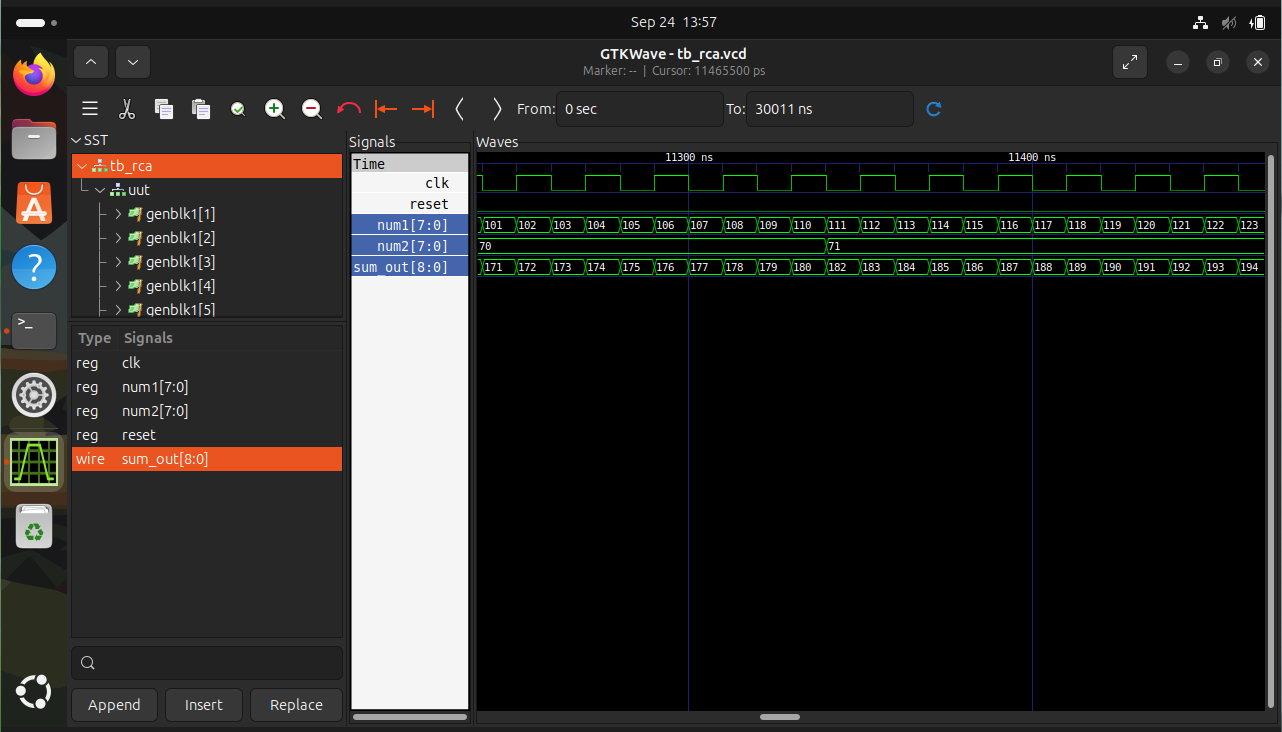 Sep 24 13:57
GTKWave - tb_rca.vcd
Marker: -- | Cursor: 11465500 ps
From: 0 sec To: 30011 ns
SST
tb_rca
uut
genblk1[1]
genblk1[2]
genblk1[3]
genblk1[4]
genblk1[5]
Type Signals
reg clk
reg num1[7:0]
reg num2[7:0]
reg reset
wire sum_out[8:0]
Append Insert Replace
Signals
Time
clk
reset
num1[7:0]
num2[7:0]
sum_out[8:0]
Waves
11300 ns 11400 ns
101 102 103 104 105 106 107 108 109 110 111 112 113 114 115 116 117 118 119 120 121 122 123
70 71
171 172 173 174 175 176 177 178 179 180 182 183 184 185 186 187 188 189 190 191 192 193 194